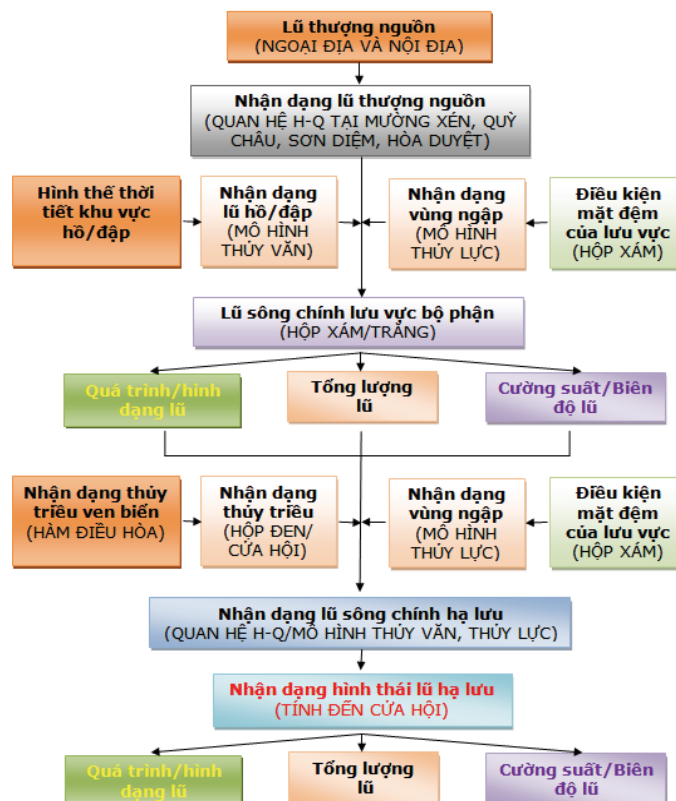 Lũ thượng nguồn
(NGOẠI ĐỊA VÀ NỘI ĐỊA)
Nhận dạng lũ thượng nguồn
(QUAN HỆ H-Q TẠI MƯỜNG XÉN, QUỲ
CHÂU, SƠN DIỆM, HÒA DUYỆT)
Hình thế thời
tiết khu vực
hồ/đập
Nhận dạng
lũ hồ/đập
(MÔ HÌNH
THỦY VĂN)
Nhận dạng
vùng ngập
(MÔ HÌNH
THỦY LỰC)
Điều kiện
mặt đệm
của lưu vực
(HỘP XÁM)
Lũ sông chính lưu vực bộ phận
(HỘP XÁM/TRẮNG)
Quá trình/hình
dạng lũ
Tổng lượng
lũ
Cường suất/Biên
độ lũ
Nhận dạng thủy
triều ven biển
(HÀM ĐIỀU HÒA)
Nhận dạng
thủy triều
(HỘP ĐEN/
CỬA HỘI)
Nhận dạng
vùng ngập
(MÔ HÌNH
THỦY LỰC)
Điều kiện
mặt đệm
của lưu vực
(HỘP XÁM)
Nhận dạng lũ sông chính hạ lưu
(QUAN HỆ H-Q/MÔ HÌNH THỦY VĂN, THỦY LỰC)
Nhận dạng hình thái lũ hạ lưu
(TÍNH ĐẾN CỬA HỘI)
Quá trình/hình
dạng lũ
Tổng lượng
lũ
Cường suất/Biên
độ lũ